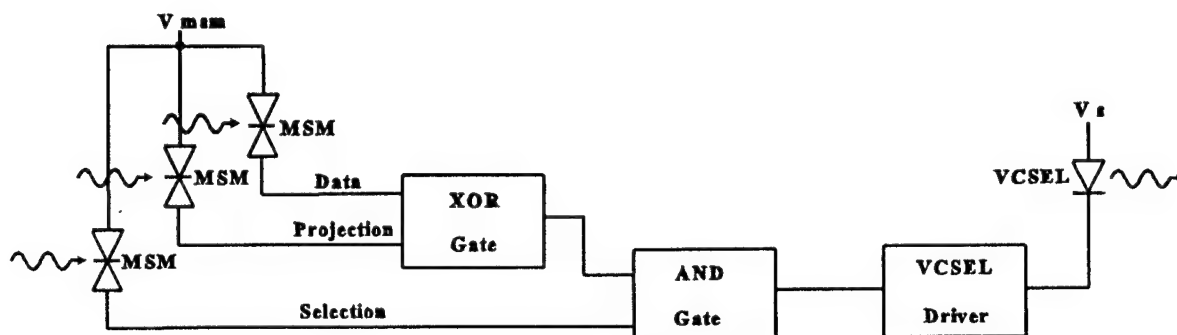 V msm
MSM
V s
MSM
Data
VCSEL
XOR
Gate
Projection
MSM
AND
Gate
VCSEL
Driver
Selection